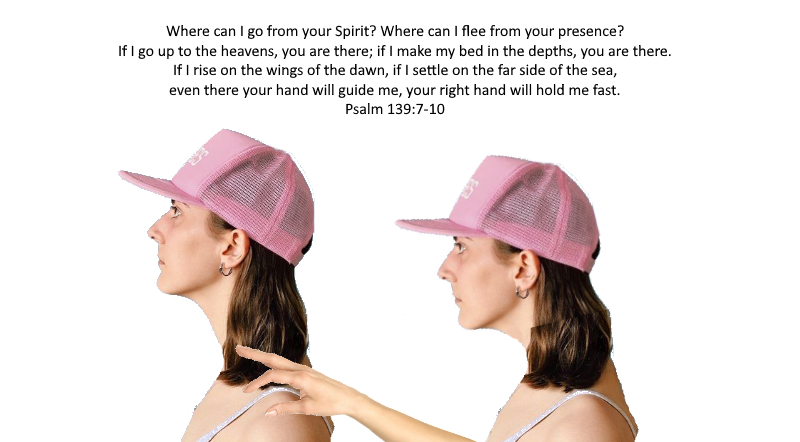 Where can I go from your Spirit? Where can I flee from your presence?
If I go up to the heavens, you are there; if I make my bed in the depths, you are there.
If I rise on the wings of the dawn, if I settle on the far side of the sea,
even there your hand will guide me, your right hand will hold me fast.
Psalm 139:7-10